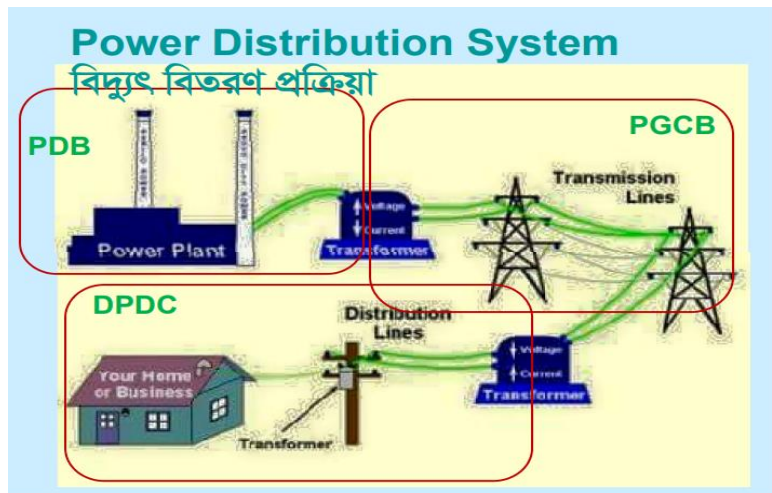 Power Distribution System
বিদ্যুৎ বিতরণ প্রক্রিয়া
PDB
PGCB
Power Plant
Voltage
Current
Transformer
Transmission
Lines
DPDC
Distribution
Lines
Your Home
or Business
Transformer
Voltage
Current
Transformer